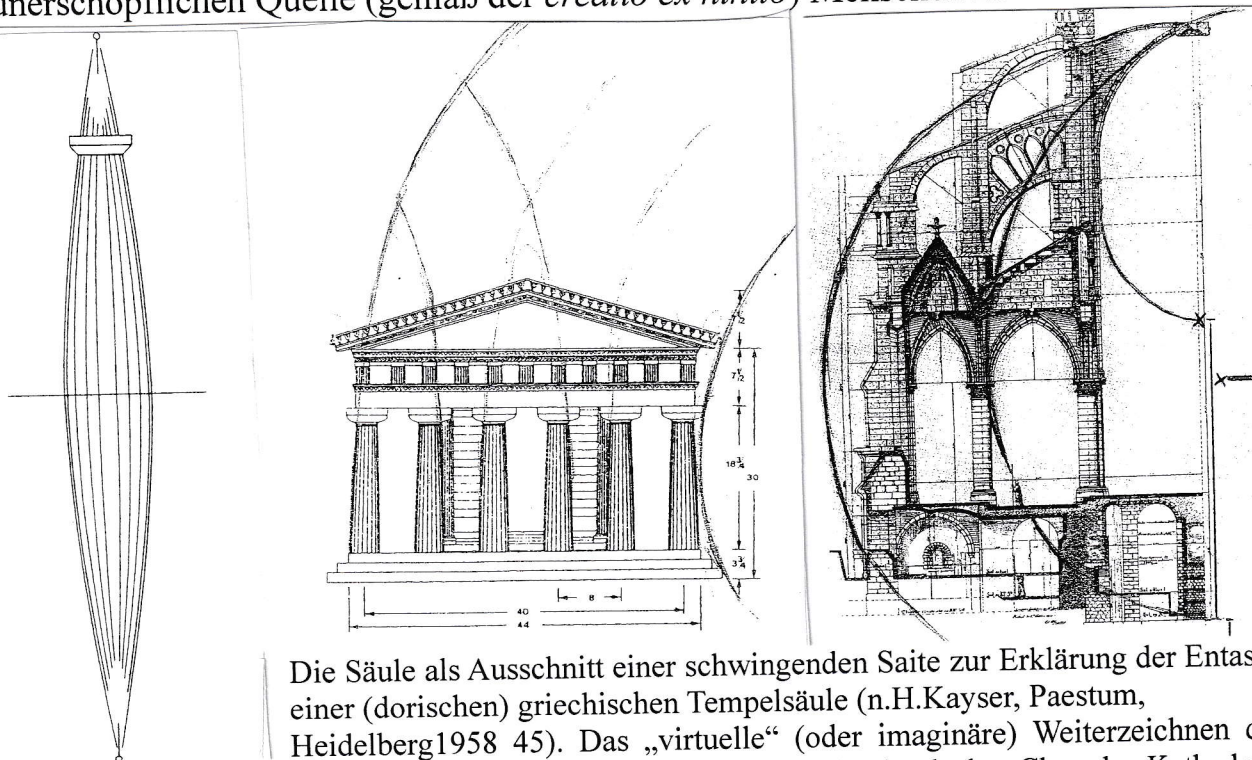 unerschöpflichen Quelle (gemäß der creatio ex nihilo)
7½
18¾
30
3¾
8
40
44
Die Säule als Ausschnitt einer schwingenden Saite zur Erklärung der Entas
einer (dorischen) griechischen Tempelsäule (n.H.Kayser, Paestum,
Heidelberg1958 45). Das „virtuelle“ (oder imaginäre) Weiterzeichnen d